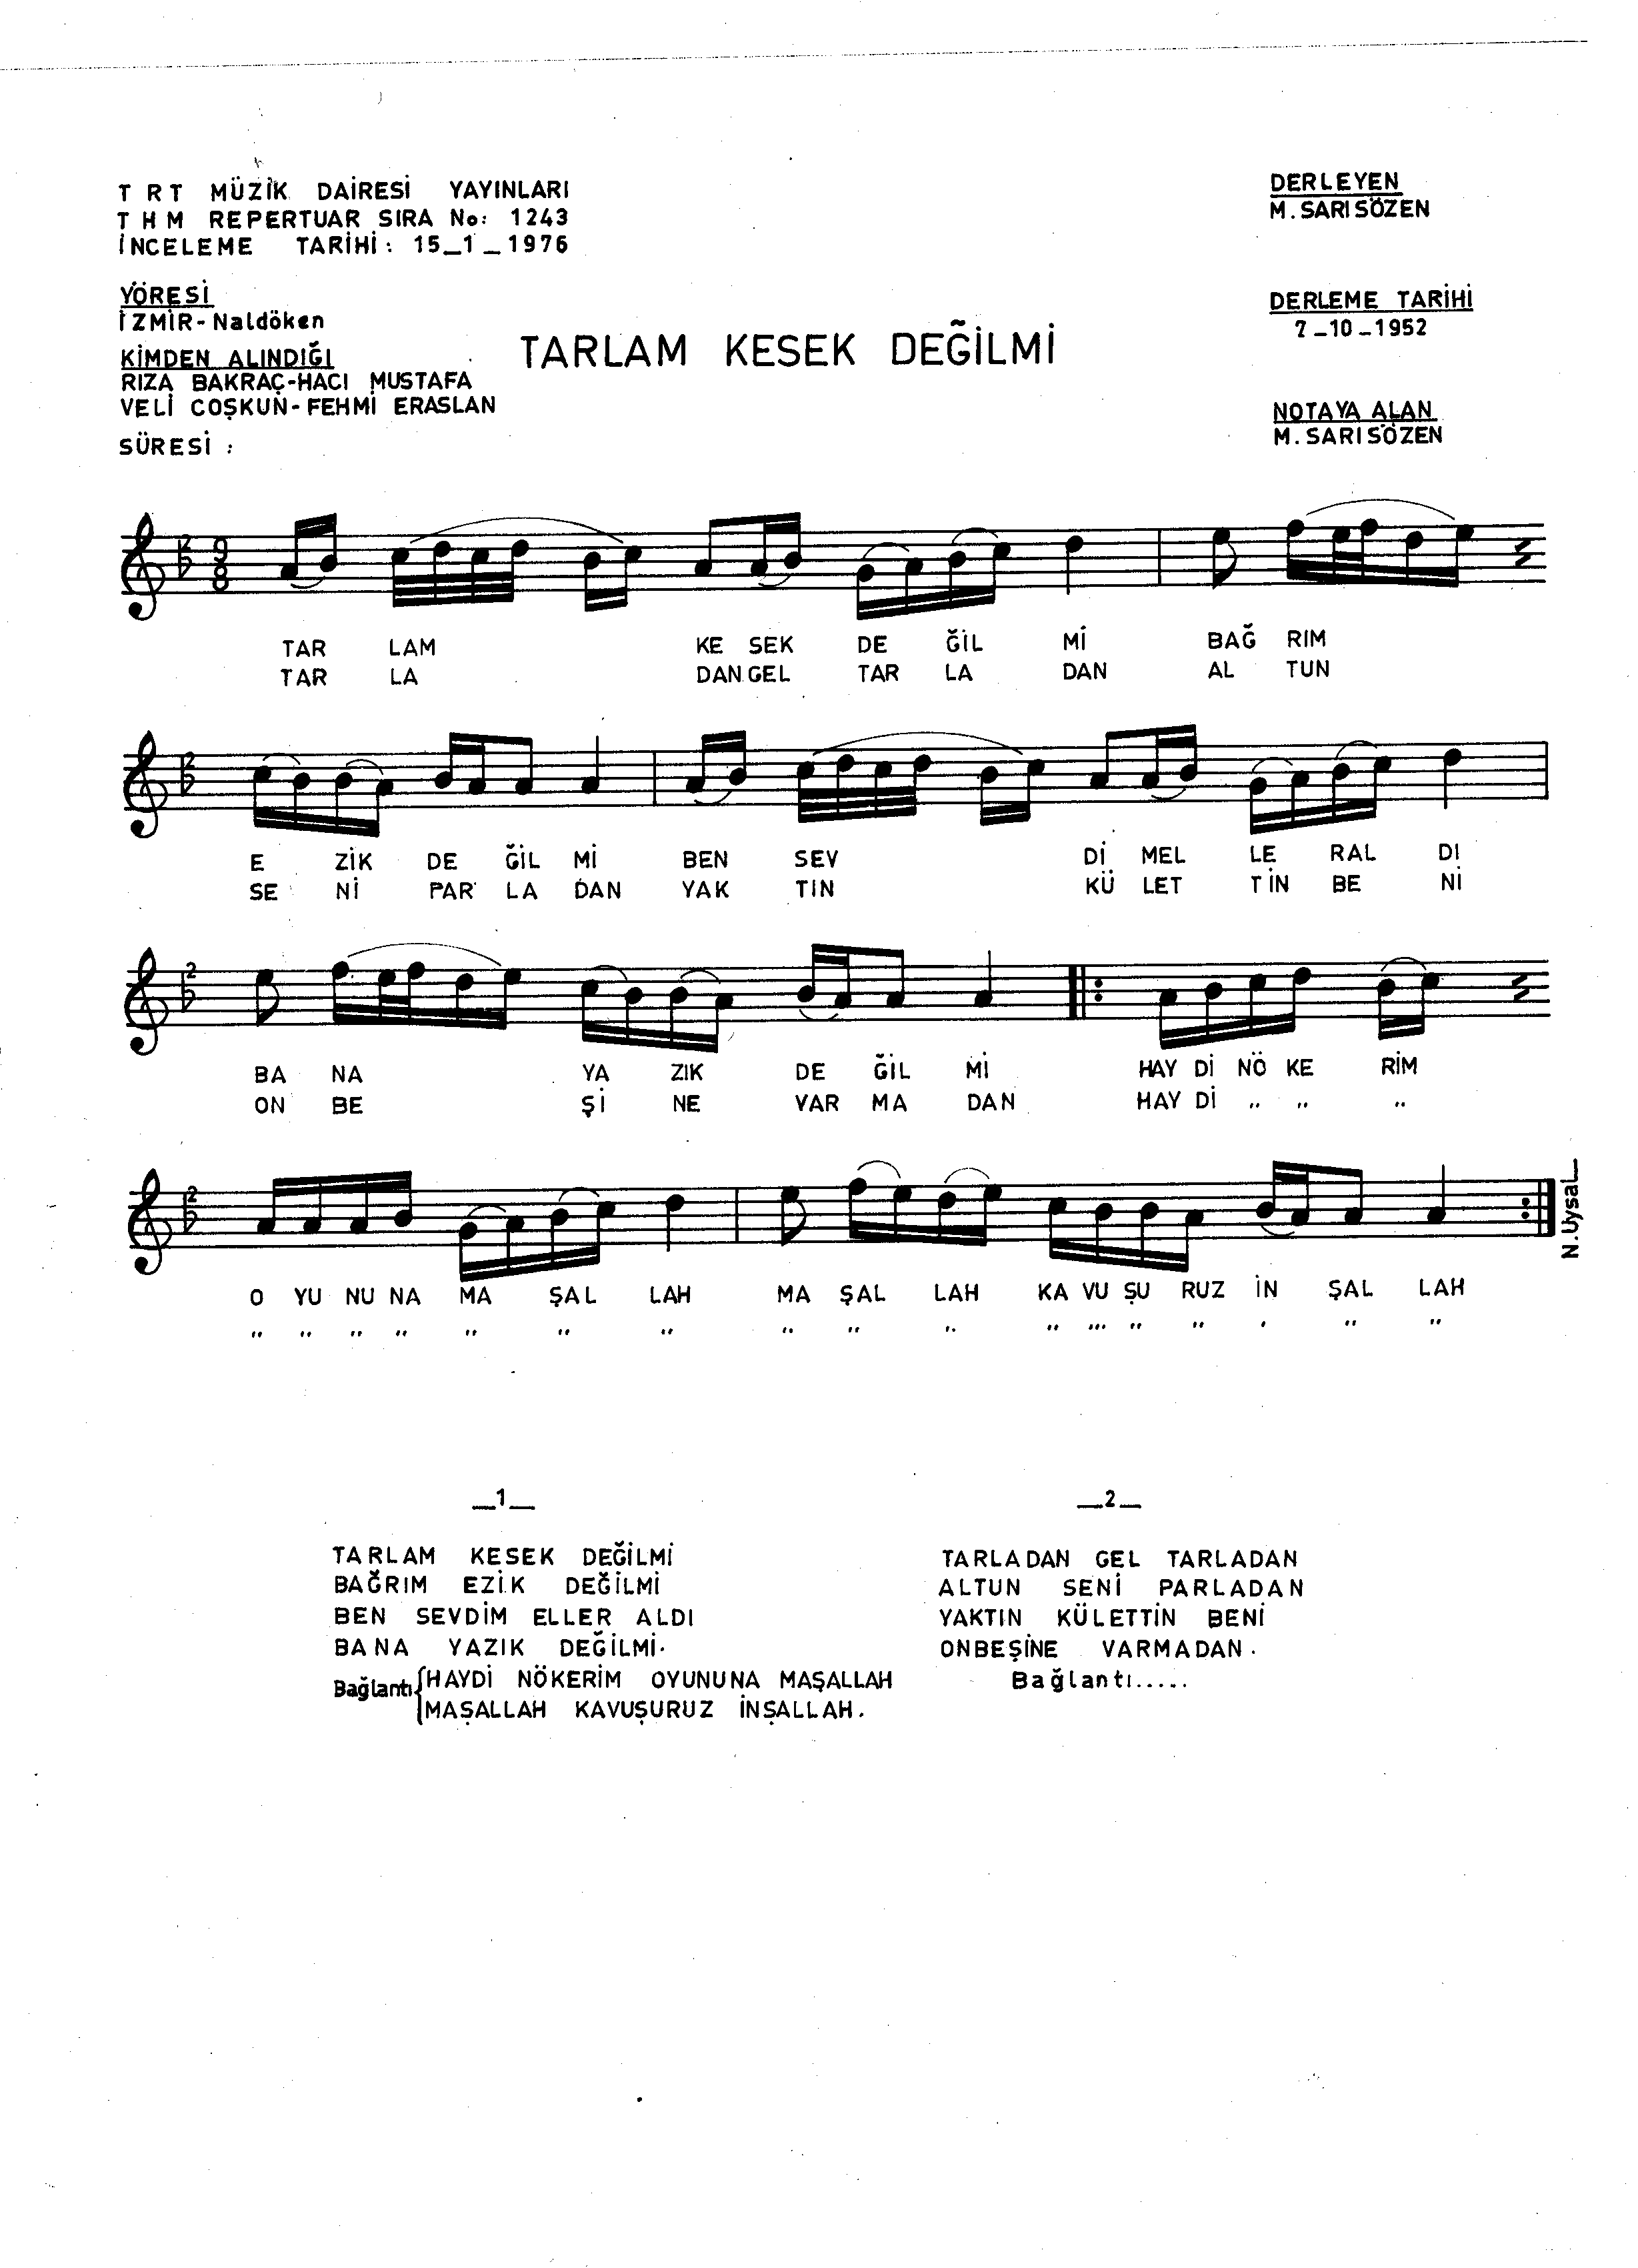 T R T MÜZİK DAİRESİ YAYINLARI
T H M REPERTUAR SIRA No: 1243
İNCELEME TARİHİ: 15_1_1976
DERLEYEN
M. SARISÖZEN
YÖRESİ
İZMİR-Naldöken
KİMDEN ALINDIĞI
RIZA BAKRAÇ-HACI MUSTAFA
VELİ COŞKUN-FEHMİ ERASLAN
SÜRESİ :
TARLAM KESEK DEĞİLMİ
DERLEME TARİHİ
7_10_1952
NOTAYA ALAN
M. SARISÖZEN
9
8
TAR LAM KE SEK DE ĞİL Mİ BAĞ RIM
TAR LA DAN GEL TAR LA DAN AL TUN
E ZİK DE ĞİL Mİ BEN SEV Dİ MEL LE RAL DI
SE Nİ PAR LA DAN YAK TIN KÜ LET TİN BE Nİ
BA NA YA ZIK DE ĞİL Mİ HAY Dİ NÖ KE RİM
ON BE Şİ NE VAR MA DAN HAY Dİ " " "
O YU NU NA MA ŞAL LAH MA ŞAL LAH KA VU ŞU RUZ İN ŞAL LAH
" " " " " " " " " " " " " " " " "
N. Uysal
_1_
TARLAM KESEK DEĞİLMİ
BAĞRIM EZİK DEĞİLMİ
BEN SEVDİM ELLER ALDI
BANA YAZIK DEĞİLMİ.
Bağlantı{HAYDİ NÖKERİM OYUNUNA MAŞALLAH
MAŞALLAH KAVUŞURUZ İNŞALLAH.
_2_
TARLADAN GEL TARLADAN
ALTUN SENİ PARLADAN
YAKTIN KÜLETTİN BENİ
ONBEŞİNE VARMADAN.
Bağlantı.....